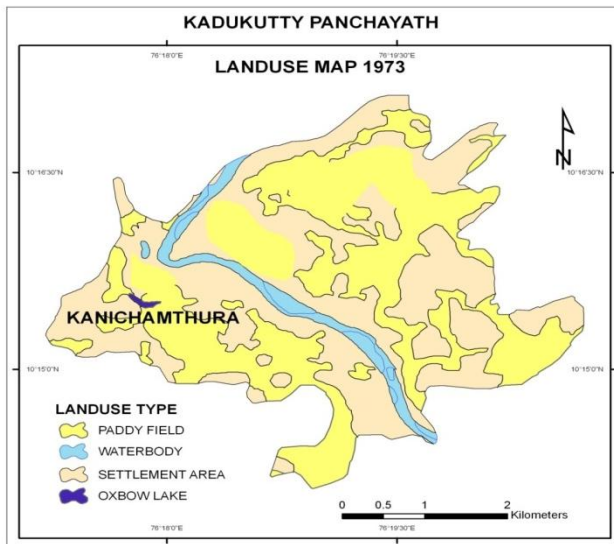 KADUKUTTY PANCHAYATH
76°18'0"E 76°19'30"E
LANDUSE MAP 1973
N
10°16'30"N 10°16'30"N
KANICHAMTHURA
10°15'0"N 10°15'0"N
LANDUSE TYPE
PADDY FIELD
WATERBODY
SETTLEMENT AREA
OXBOW LAKE
0 0.5 1 2
Kilometers
76°18'0"E 76°19'30"E